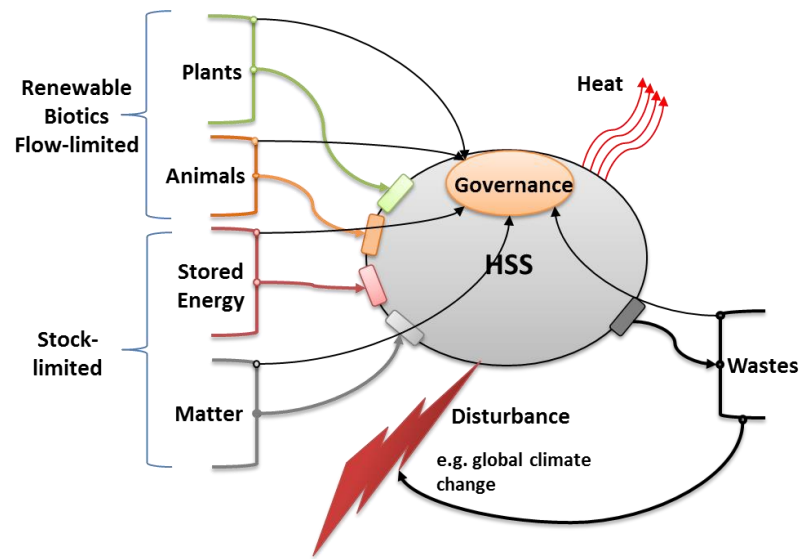 Renewable
Biotics
Flow-limited
Plants
Animals
Stock-
limited
Stored
Energy
Matter
Governance
HSS
Heat
Wastes
Disturbance
e.g. global climate
change